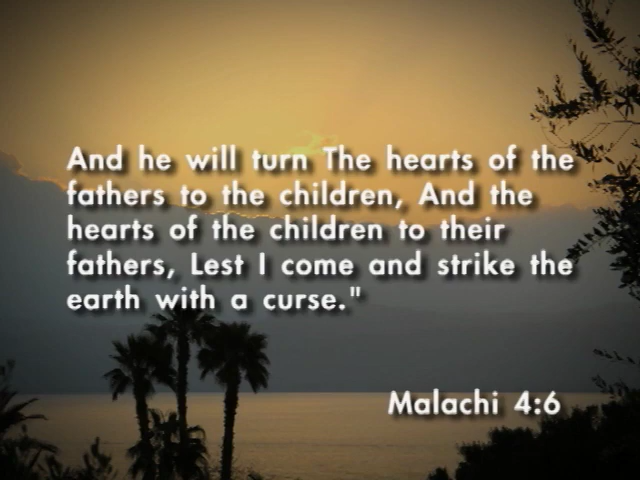 And he will turn The hearts of the
fathers to the children, And the
hearts of the children to their
fathers, Lest I come and strike the
earth with a curse."
Malachi 4:6